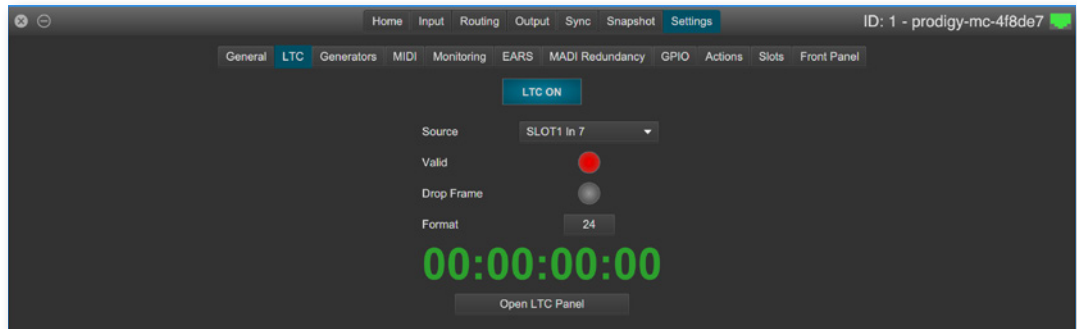 Home Input Routing Output Sync Snapshot Settings ID: 1 - prodigy-mc-4f8de7
General LTC Generators MIDI Monitoring EARS MADI Redundancy GPIO Actions Slots Front Panel
LTC ON
Source SLOT1 In 7
Valid
Drop Frame
Format 24
00:00:00:00
Open LTC Panel